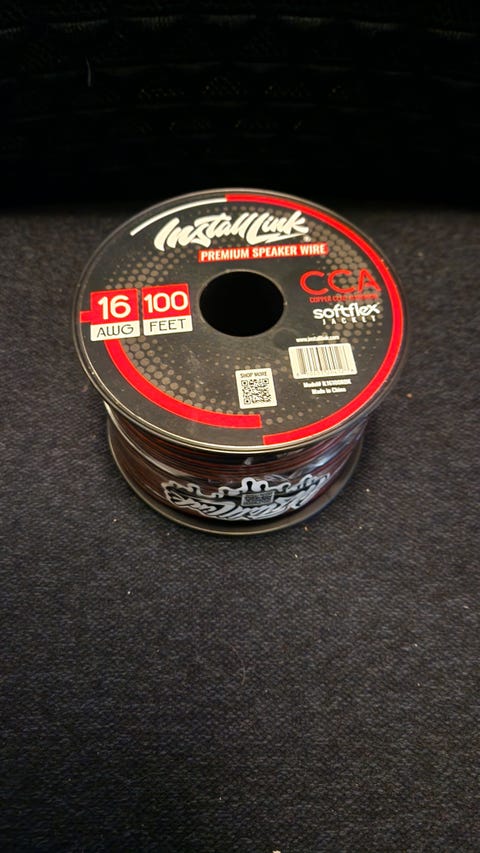 InstallLink®
PREMIUM SPEAKER WIRE
16
AWG
100
FEET
CCA
softflex
JACKET
SHOP MORE
Made in China